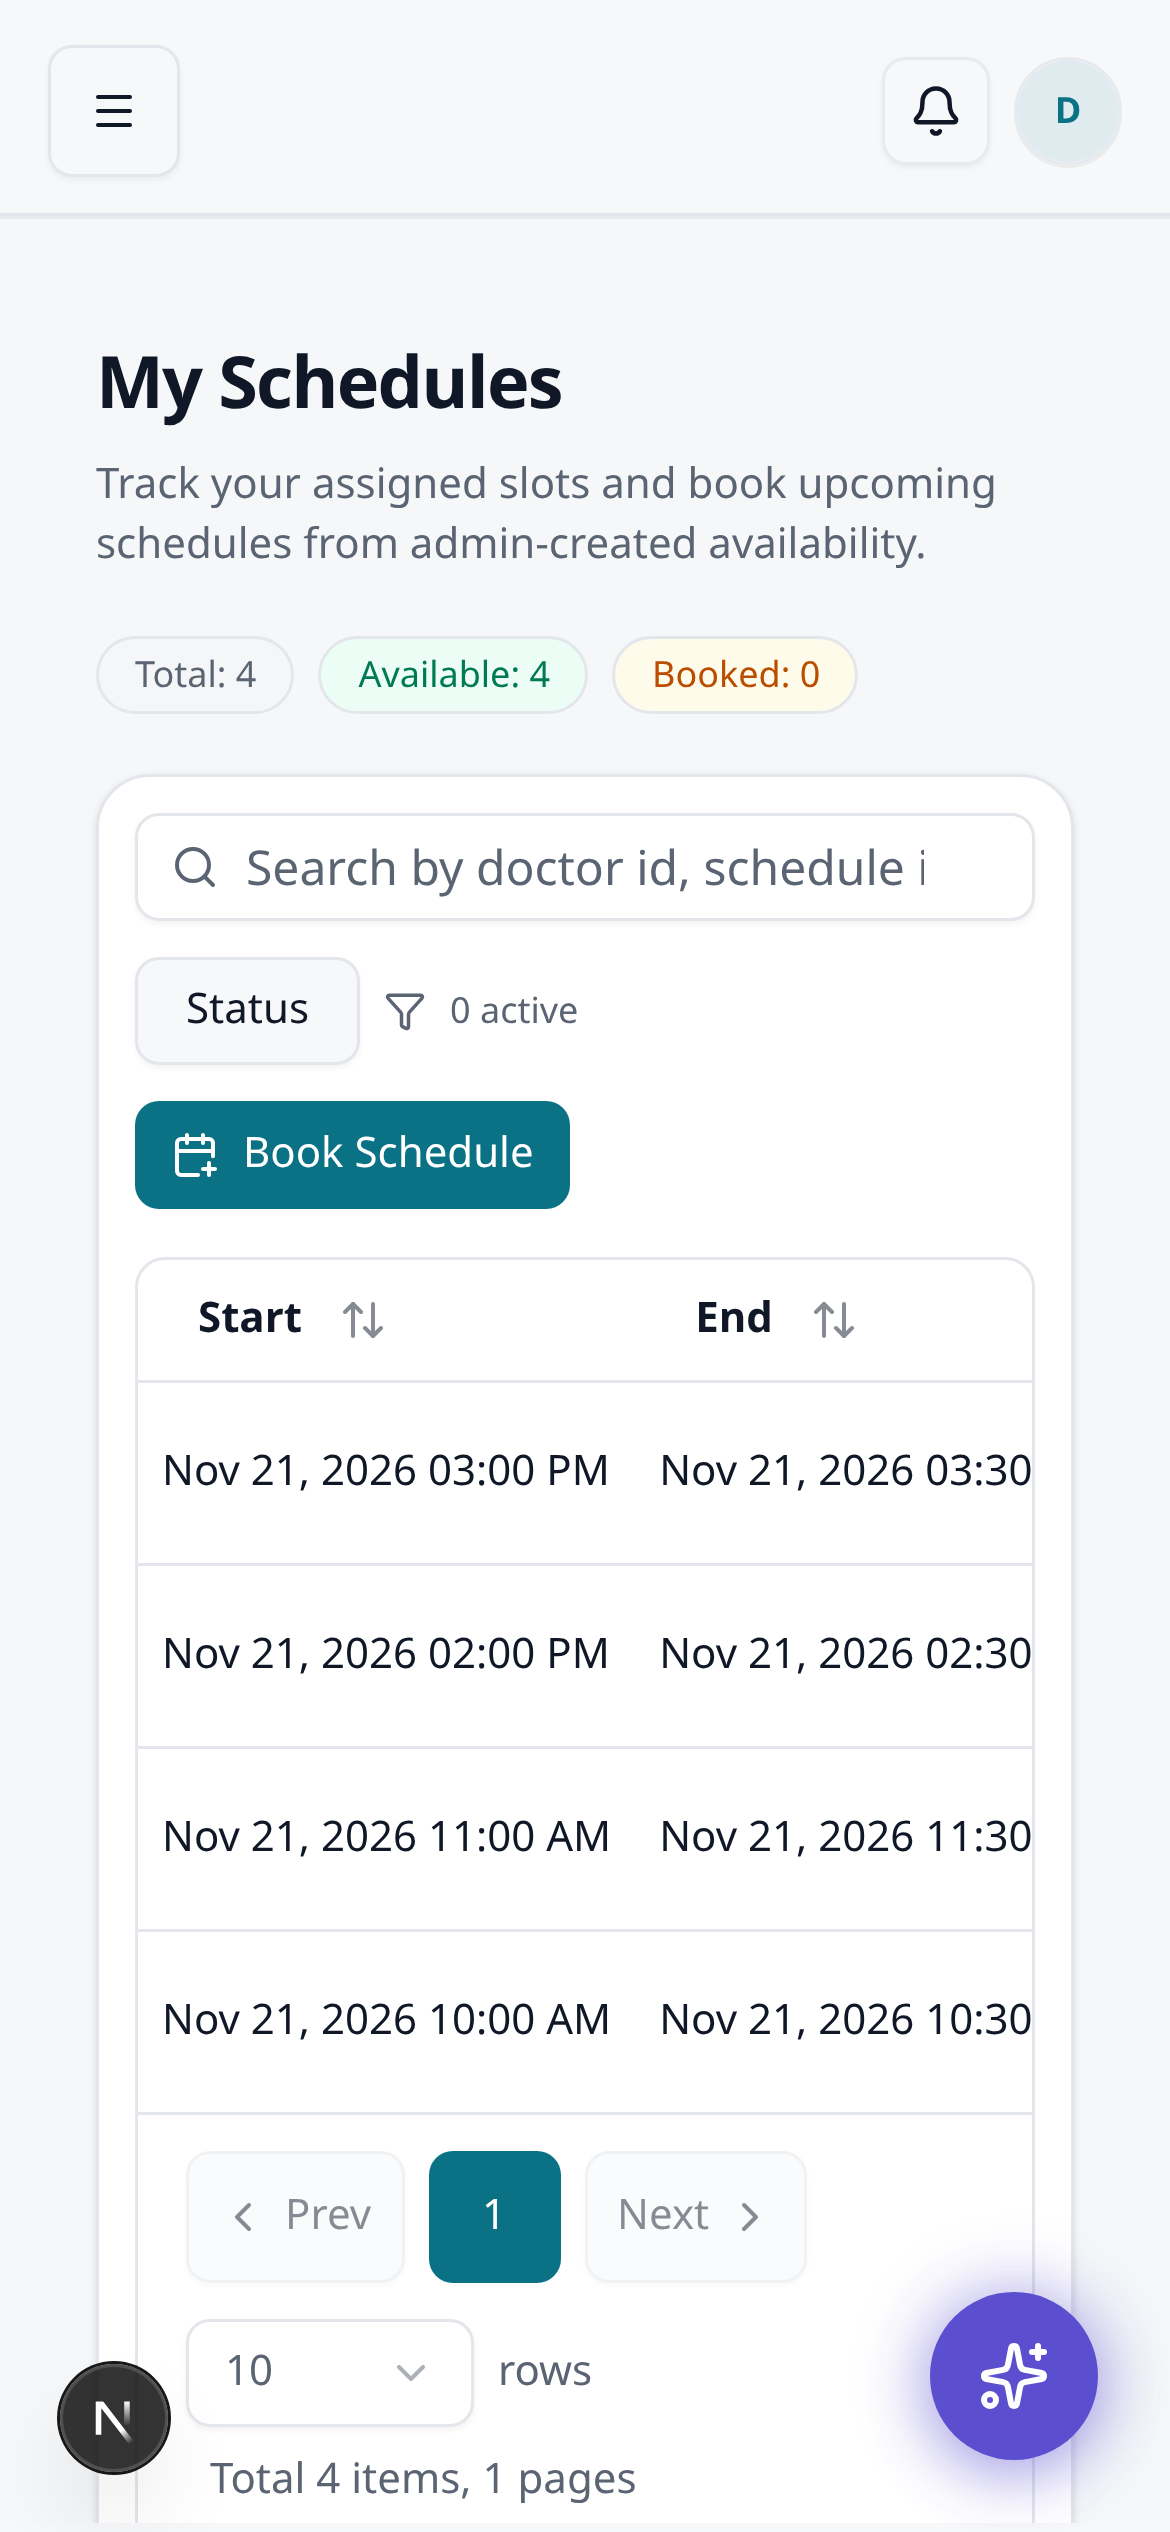 D
My Schedules
Track your assigned slots and book upcoming
schedules from admin-created availability.
Total: 4 Available: 4 Booked: 0
Search by doctor id, schedule i
Status 0 active
Book Schedule
Start End
Nov 21, 2026 03:00 PM Nov 21, 2026 03:30
Nov 21, 2026 02:00 PM Nov 21, 2026 02:30
Nov 21, 2026 11:00 AM Nov 21, 2026 11:30
Nov 21, 2026 10:00 AM Nov 21, 2026 10:30
Prev 1 Next
10 rows
N
Total 4 items, 1 pages